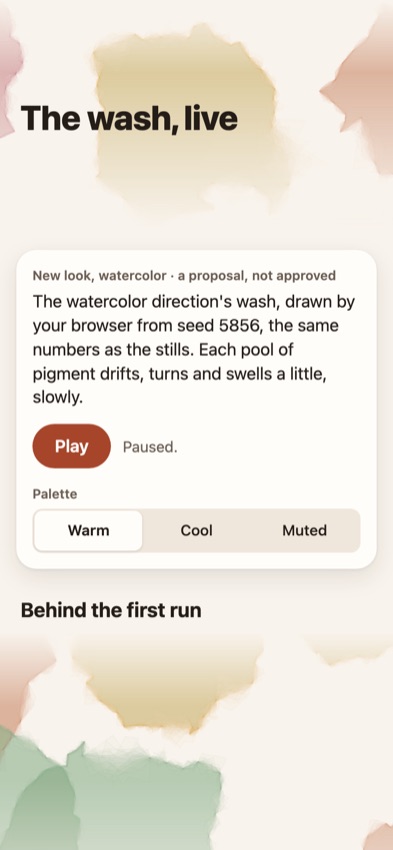 The wash, live
New look, watercolor · a proposal, not approved
The watercolor direction's wash, drawn by
your browser from seed 5856, the same
numbers as the stills. Each pool of
pigment drifts, turns and swells a little,
slowly.
Play
Paused.
Palette
Warm
Cool
Muted
Behind the first run